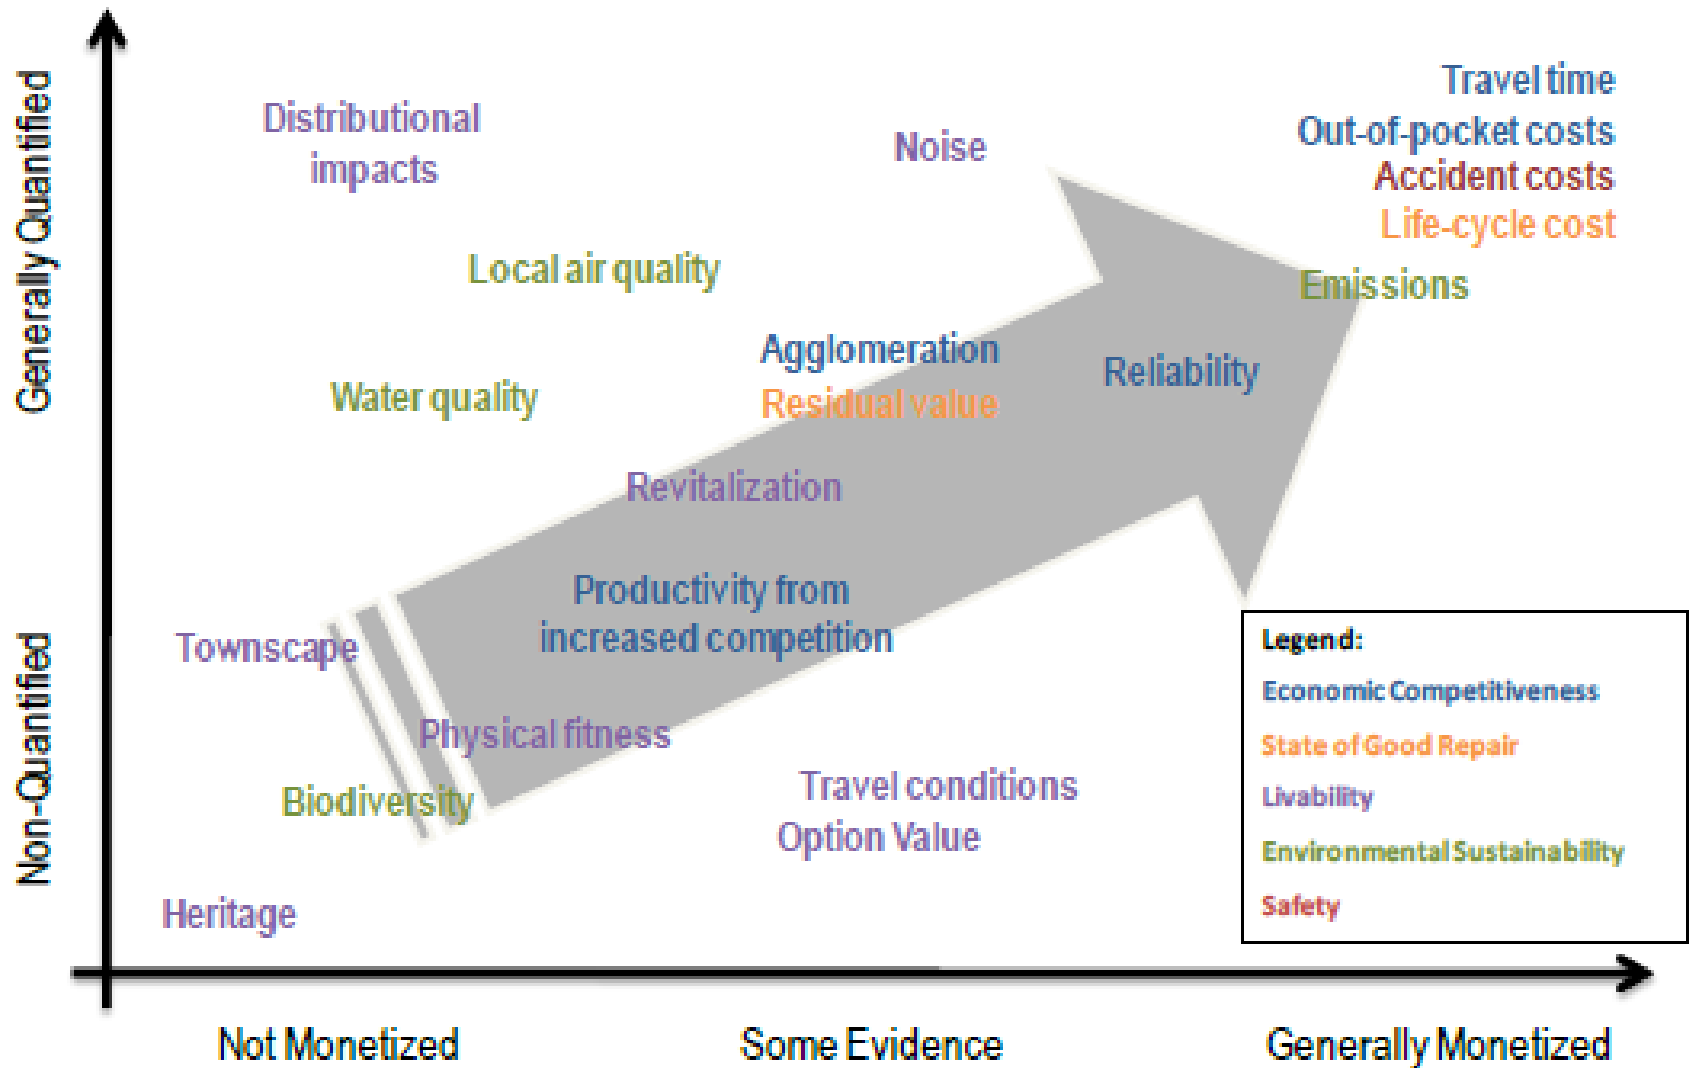 Generally Quantified
Non-Quantified
Distributional
impacts
Noise
Travel time
Out-of-pocket costs
Accident costs
Life-cycle cost
Local air quality
Emissions
Agglomeration
Reliability
Water quality
Residual value
Revitalization
Productivity from
increased competition
Townscape
Physical fitness
Biodiversity
Travel conditions
Option Value
Heritage
Legend:
Economic Competitiveness
State of Good Repair
Livability
Environmental Sustainability
Safety
Not Monetized
Some Evidence
Generally Monetized